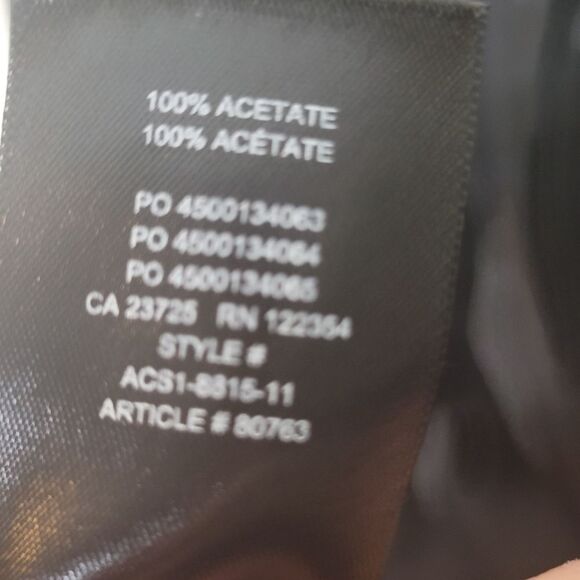 100% ACETATE
100% ACÉTATE
PO 4500134063
PO 4500134064
PO 4500134065
CA 23725 RN 122354
STYLE #
ACS1-8815-11
ARTICLE # 80763